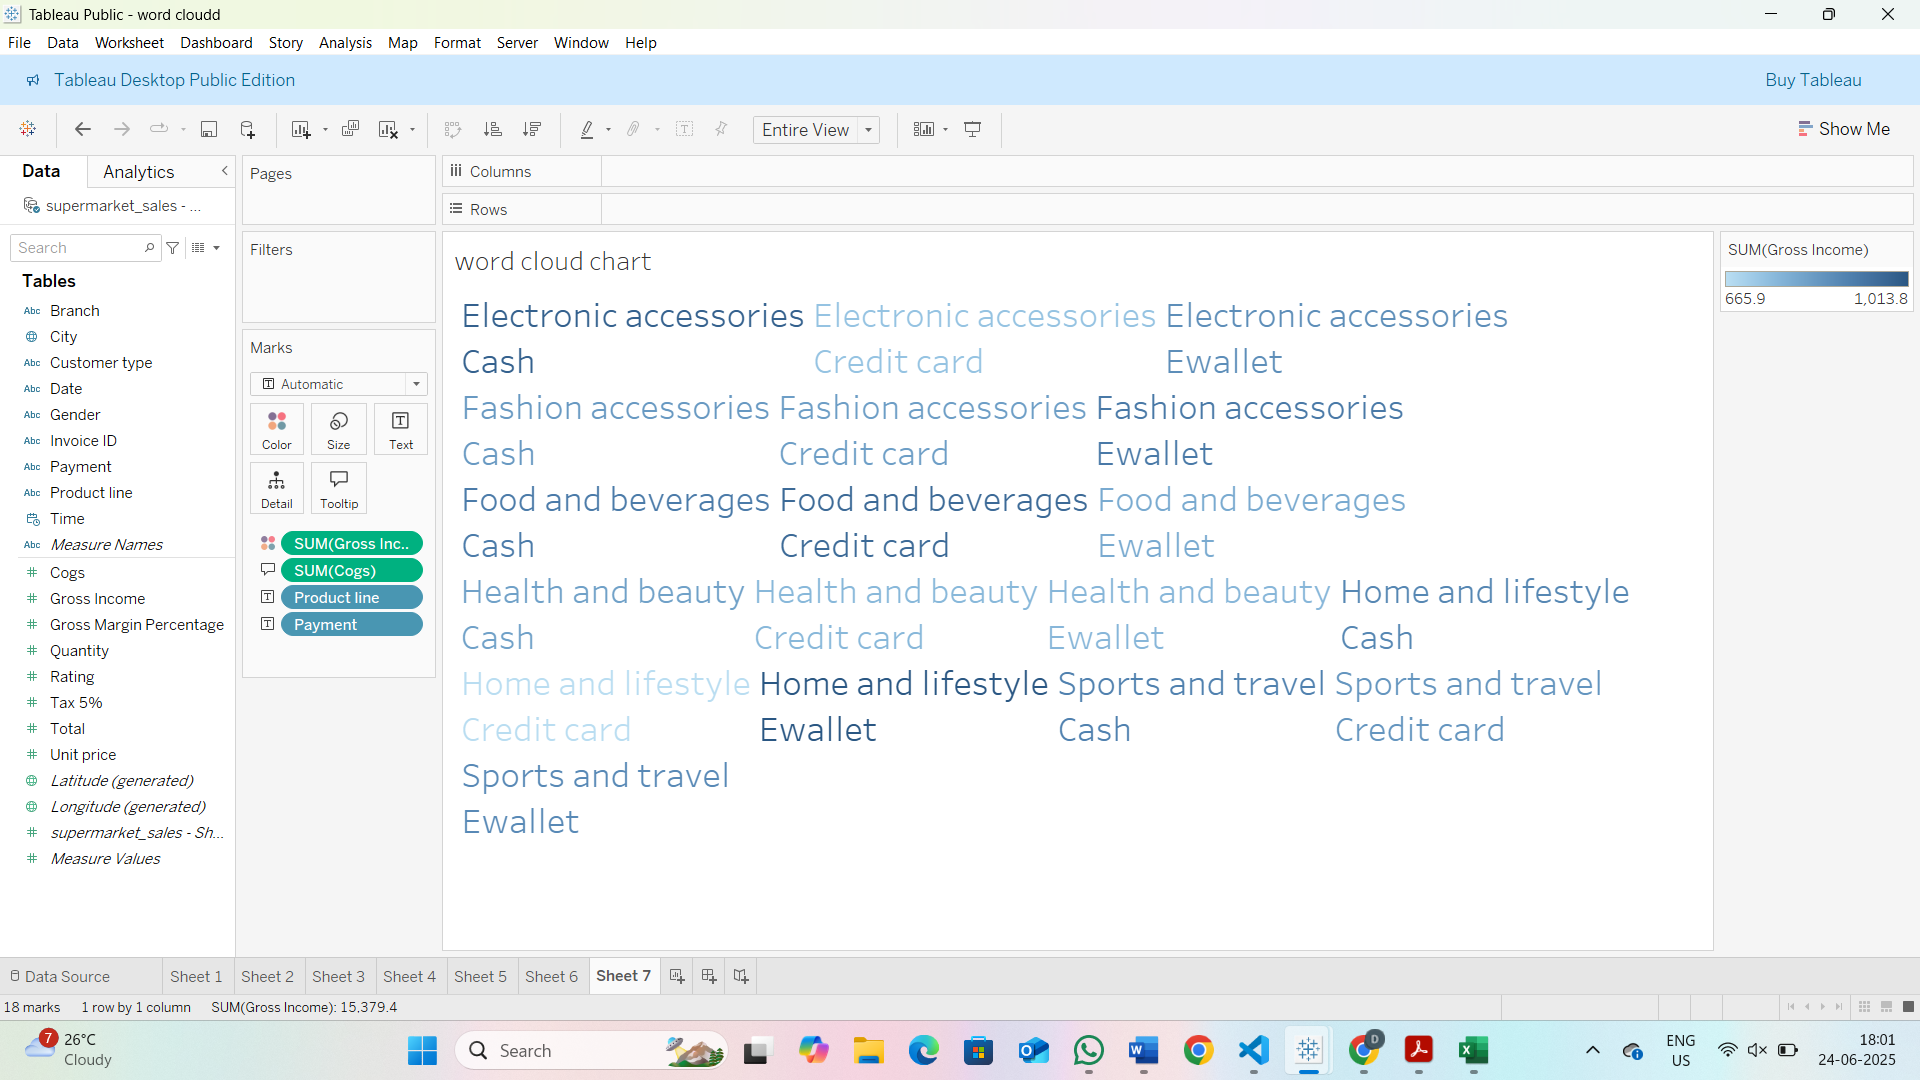 Tableau Public - word cloudd
File Data Worksheet Dashboard Story Analysis Map Format Server Window Help
Tableau Desktop Public Edition
Buy Tableau
Entire View
Show Me
Data
Analytics
supermarket_sales - ...
Search
Tables
Abc Branch
City
Abc Customer type
Abc Date
Abc Gender
Abc Invoice ID
Abc Payment
Abc Product line
Time
Abc Measure Names
# Cogs
# Gross Income
# Gross Margin Percentage
# Quantity
# Rating
# Tax 5%
# Total
# Unit price
Latitude (generated)
Longitude (generated)
# supermarket_sales - Sh...
# Measure Values
Pages
Filters
Marks
Automatic
Color Size Text
Detail Tooltip
SUM(Gross Inc..
SUM(Cogs)
Product line
Payment
Columns
Rows
word cloud chart
Electronic accessories Electronic accessories Electronic accessories
Cash Credit card Ewallet
Fashion accessories Fashion accessories Fashion accessories
Cash Credit card Ewallet
Food and beverages Food and beverages Food and beverages
Cash Credit card Ewallet
Health and beauty Health and beauty Health and beauty Home and lifestyle
Cash Credit card Ewallet Cash
Home and lifestyle Home and lifestyle Sports and travel Sports and travel
Credit card Ewallet Cash Credit card
Sports and travel
Ewallet
SUM(Gross Income)
665.9 1,013.8
Data Source Sheet 1 Sheet 2 Sheet 3 Sheet 4 Sheet 5 Sheet 6 Sheet 7
18 marks 1 row by 1 column SUM(Gross Income): 15,379.4
7
26°C
Cloudy
Search
D
ENG
US
18:01
24-06-2025